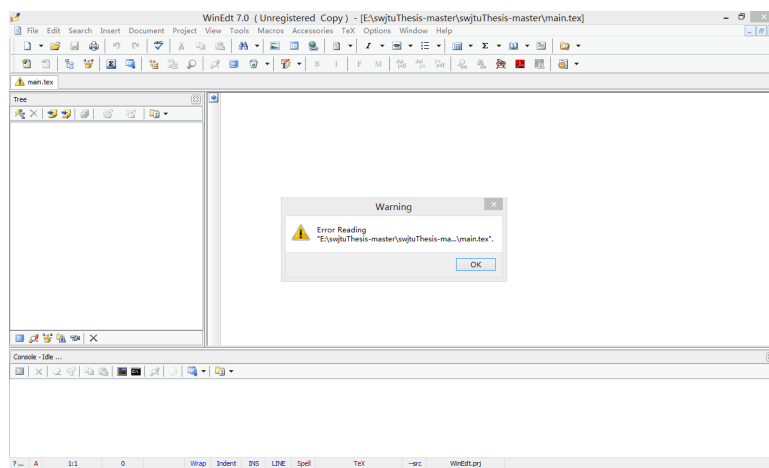 WinEdt 7.0 ( Unregistered Copy ) - [E:\swjtuThesis-master\swjtuThesis-master\main.tex]
File Edit Search Insert Document Project View Tools Macros Accessories TeX Options Window Help
B I F M
main.tex
Tree
Warning
Error Reading
"E:\swjtuThesis-master\swjtuThesis-ma...\main.tex".
OK
Console - Idle ...
?... A 1:1 0 Wrap Indent INS LINE Spell TeX --src WinEdt.prj